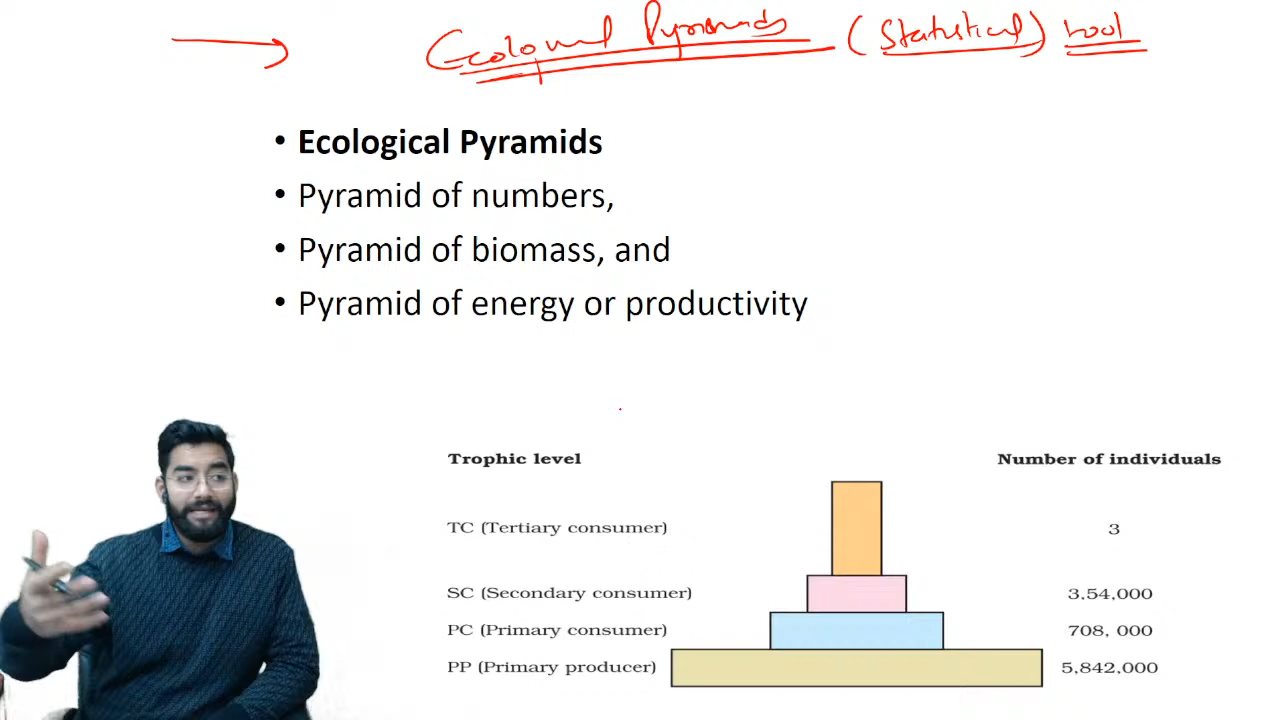 Ecological Pyramids (Statistical) tool
• Ecological Pyramids
• Pyramid of numbers,
• Pyramid of biomass, and
• Pyramid of energy or productivity
Trophic level Number of individuals
TC (Tertiary consumer) 3
SC (Secondary consumer) 3.54,000
PC (Primary consumer) 708, 000
PP (Primary producer) 5,842,000